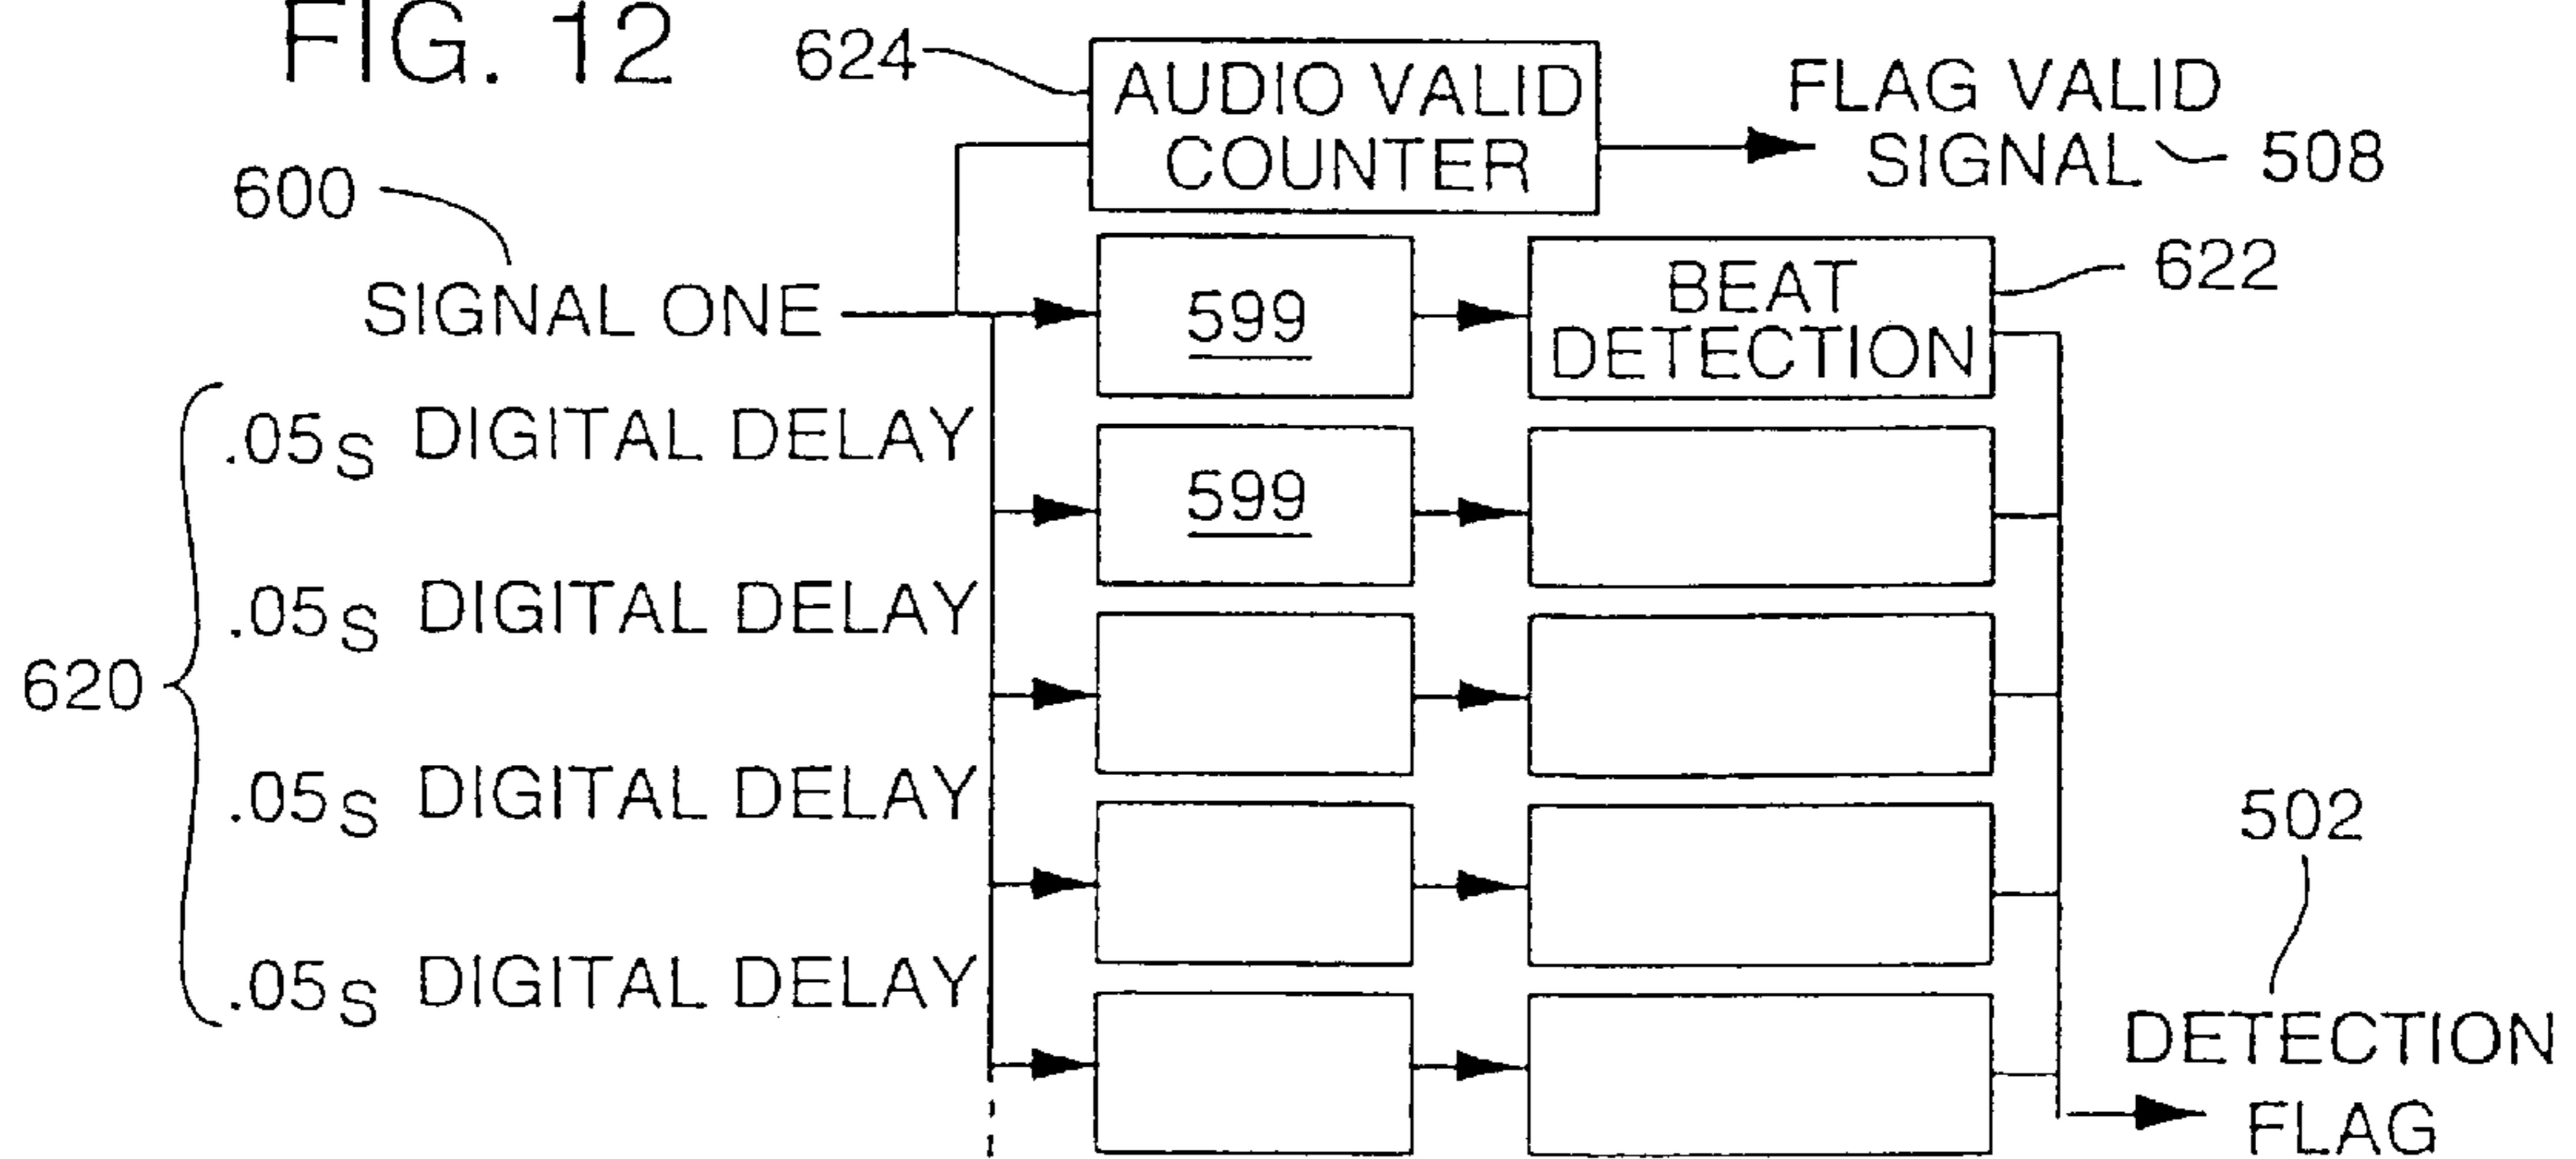 FIG. 12
624
AUDIO VALID
COUNTER
FLAG VALID
SIGNAL
508
600
SIGNAL ONE
599
BEAT
DETECTION
622
.05s DIGITAL DELAY
599
.05s DIGITAL DELAY
620
.05s DIGITAL DELAY
502
.05s DIGITAL DELAY
DETECTION
FLAG